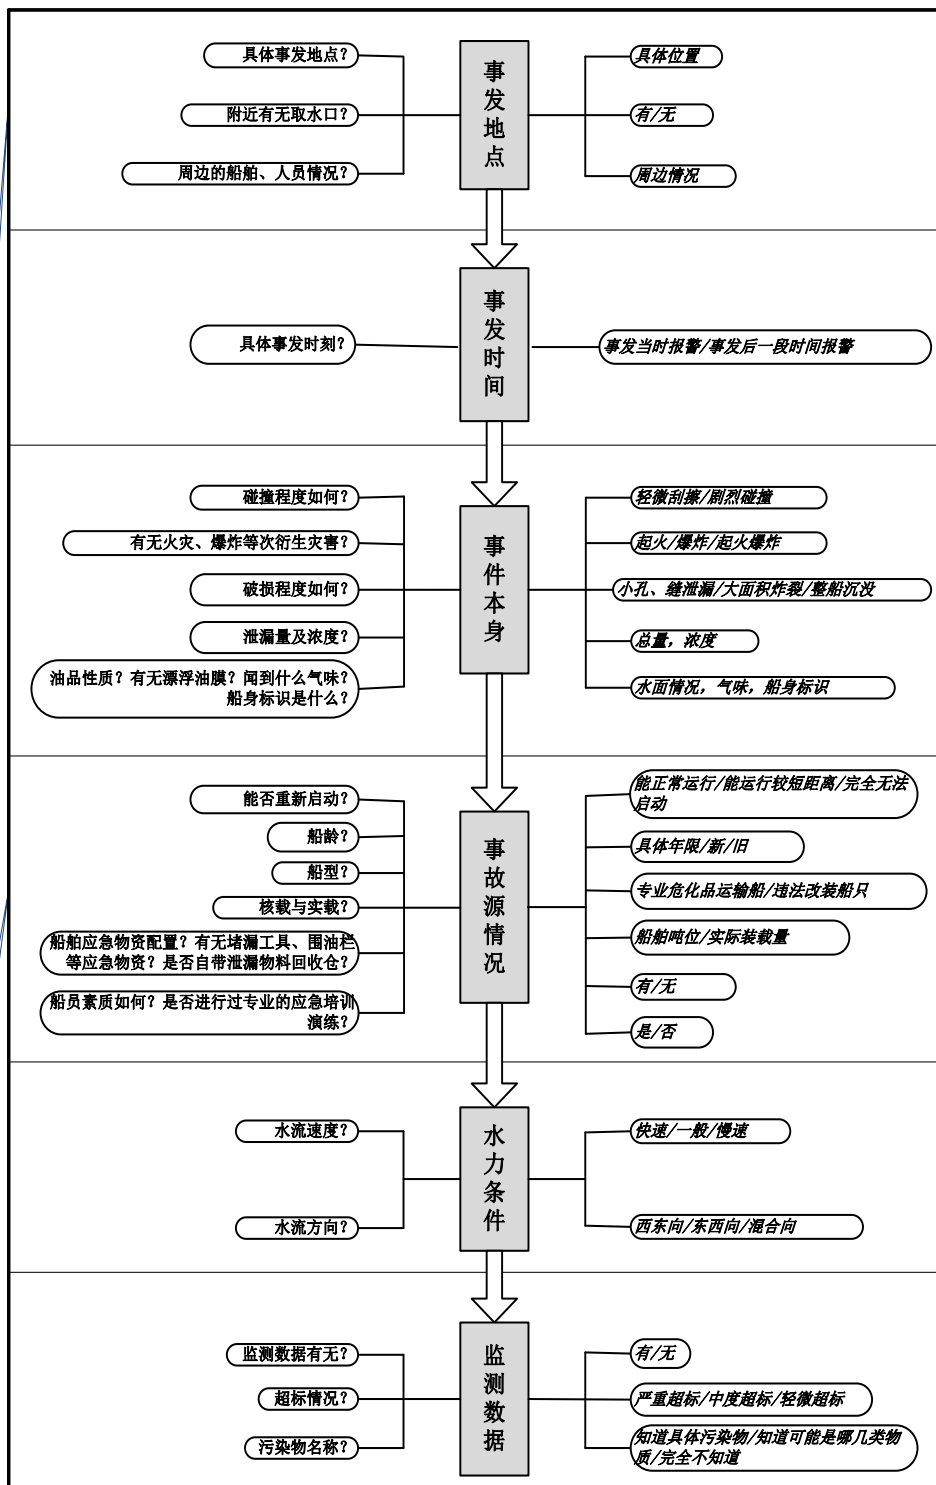 具体事发地点？
附近有无取水口？
周边的船舶、人员情况？
事发地点
具体位置
有/无
周边情况
具体事发时刻？
事发时间
事发当时报警/事发后一段时间报警
碰撞程度如何？
有无火灾、爆炸等次衍生灾害？
破损程度如何？
泄漏量及浓度？
油品性质？有无漂浮油膜？闻到什么气味？
船身标识是什么？
事件本身
轻微刮擦/剧烈碰撞
起火/爆炸/起火爆炸
小孔、缝泄漏/大面积炸裂/整船沉没
总量，浓度
水面情况，气味，船身标识
能否重新启动？
船龄？
船型？
核载与实载？
船舶应急物资配置？有无堵漏工具、围油栏
等应急物资？是否自带泄漏物料回收仓？
船员素质如何？是否进行过专业的应急培训
演练？
事故源情况
能正常运行/能运行较短距离/完全无法
启动
具体年限/新/旧
专业危化品运输船/违法改装船只
船舶吨位/实际装载量
有/无
是/否
水流速度？
水流方向？
水力条件
快速/一般/慢速
西东向/东西向/混合向
监测数据有无？
超标情况？
污染物名称？
监测数据
有/无
严重超标/中度超标/轻微超标
知道具体污染物/知道可能是哪几类物
质/完全不知道